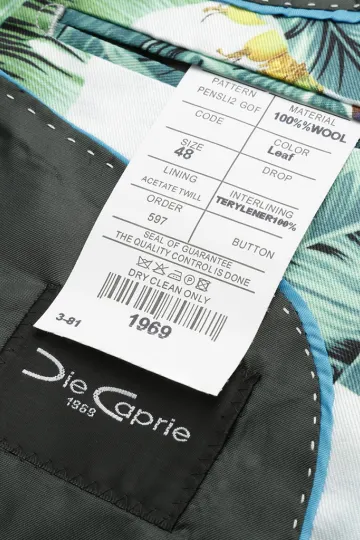 PATTERN
PENSLI2 GOF
MATERIAL
100%%WOOL
CODE
COLOR
Leaf
SIZE
48
DROP
LINING
ACETATE TWILL
INTERLINING
TERYLENER100%
ORDER
597
BUTTON
SEAL OF GUARANTEE
THE QUALITY CONTROL IS DONE
DRY CLEAN ONLY
3-81
1969
Die Caprie
1969